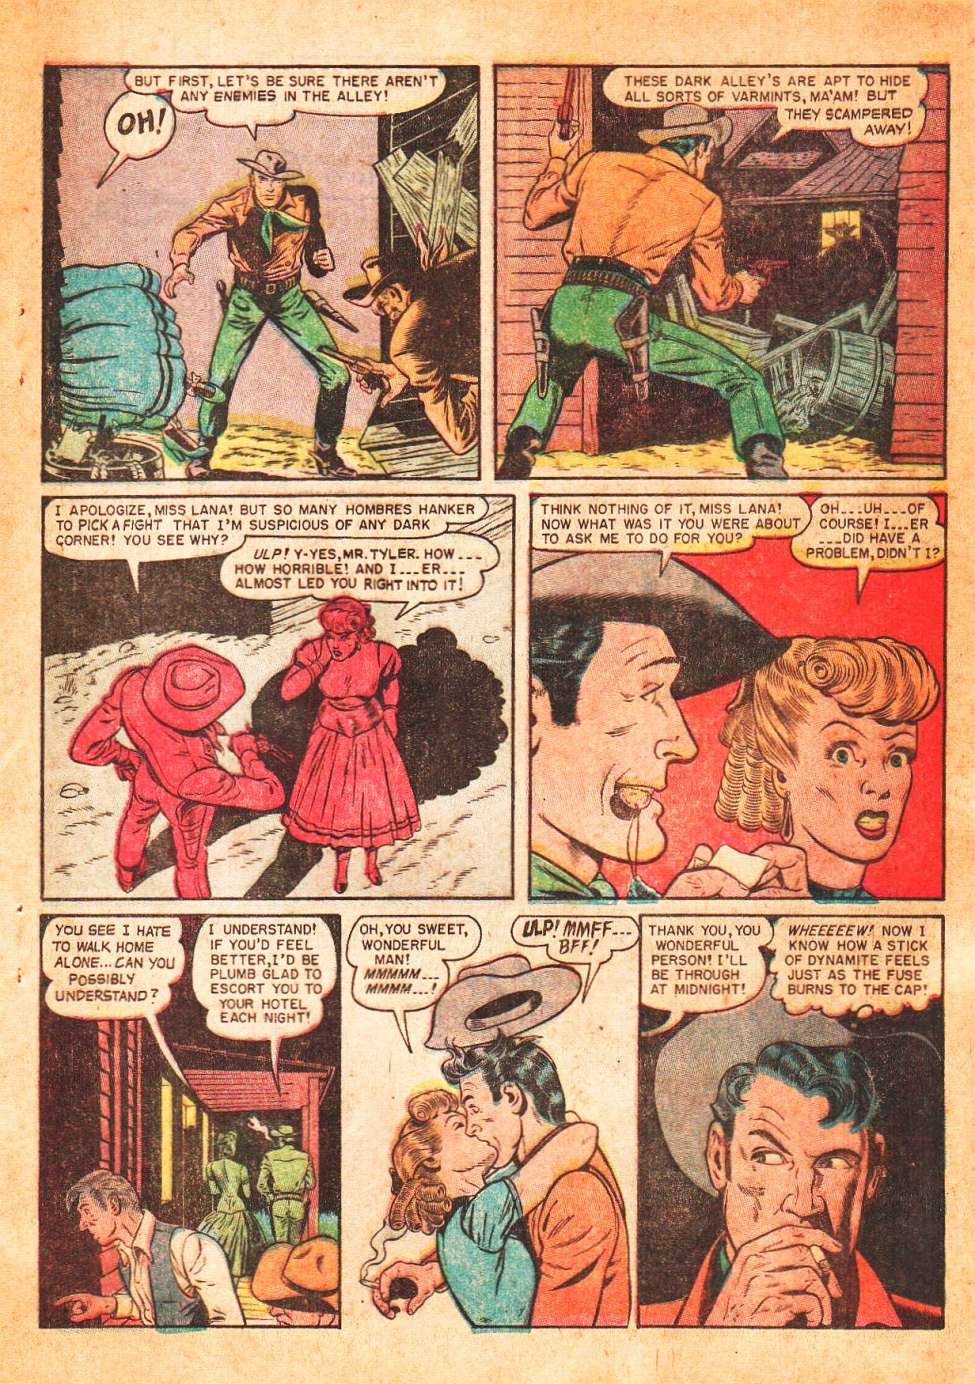 BUT FIRST, LET'S BE SURE THERE AREN'T
ANY ENEMIES IN THE ALLEY!
OH!
THESE DARK ALLEY'S ARE APT TO HIDE
ALL SORTS OF VARMINTS, MA'AM! BUT
THEY SCAMPERED
AWAY!
I APOLOGIZE, MISS LANA! BUT SO MANY HOMBRES HANKER
TO PICK A FIGHT THAT I'M SUSPICIOUS OF ANY DARK
CORNER! YOU SEE WHY?
ULP! Y-YES, MR. TYLER. HOW---
HOW HORRIBLE! AND I...ER...
ALMOST LED YOU RIGHT INTO IT!
THINK NOTHING OF IT, MISS LANA!
NOW WHAT WAS IT YOU WERE ABOUT
TO ASK ME TO DO FOR YOU?
OH...UH...OF
COURSE! I...ER
...DID HAVE A
PROBLEM, DIDN'T I?
YOU SEE I HATE
TO WALK HOME
ALONE...CAN YOU
POSSIBLY
UNDERSTAND?
I UNDERSTAND!
IF YOU'D FEEL
BETTER, I'D BE
PLUMB GLAD TO
ESCORT YOU TO
YOUR HOTEL
EACH NIGHT!
OH, YOU SWEET,
WONDERFUL
MAN!
MMMMM---
MMMM---!
ULP! MMFF---
BFF!
THANK YOU, YOU
WONDERFUL
PERSON! I'LL
BE THROUGH
AT MIDNIGHT!
WHEEEEEW! NOW I
KNOW HOW A STICK
OF DYNAMITE FEELS
JUST AS THE FUSE
BURNS TO THE CAP!